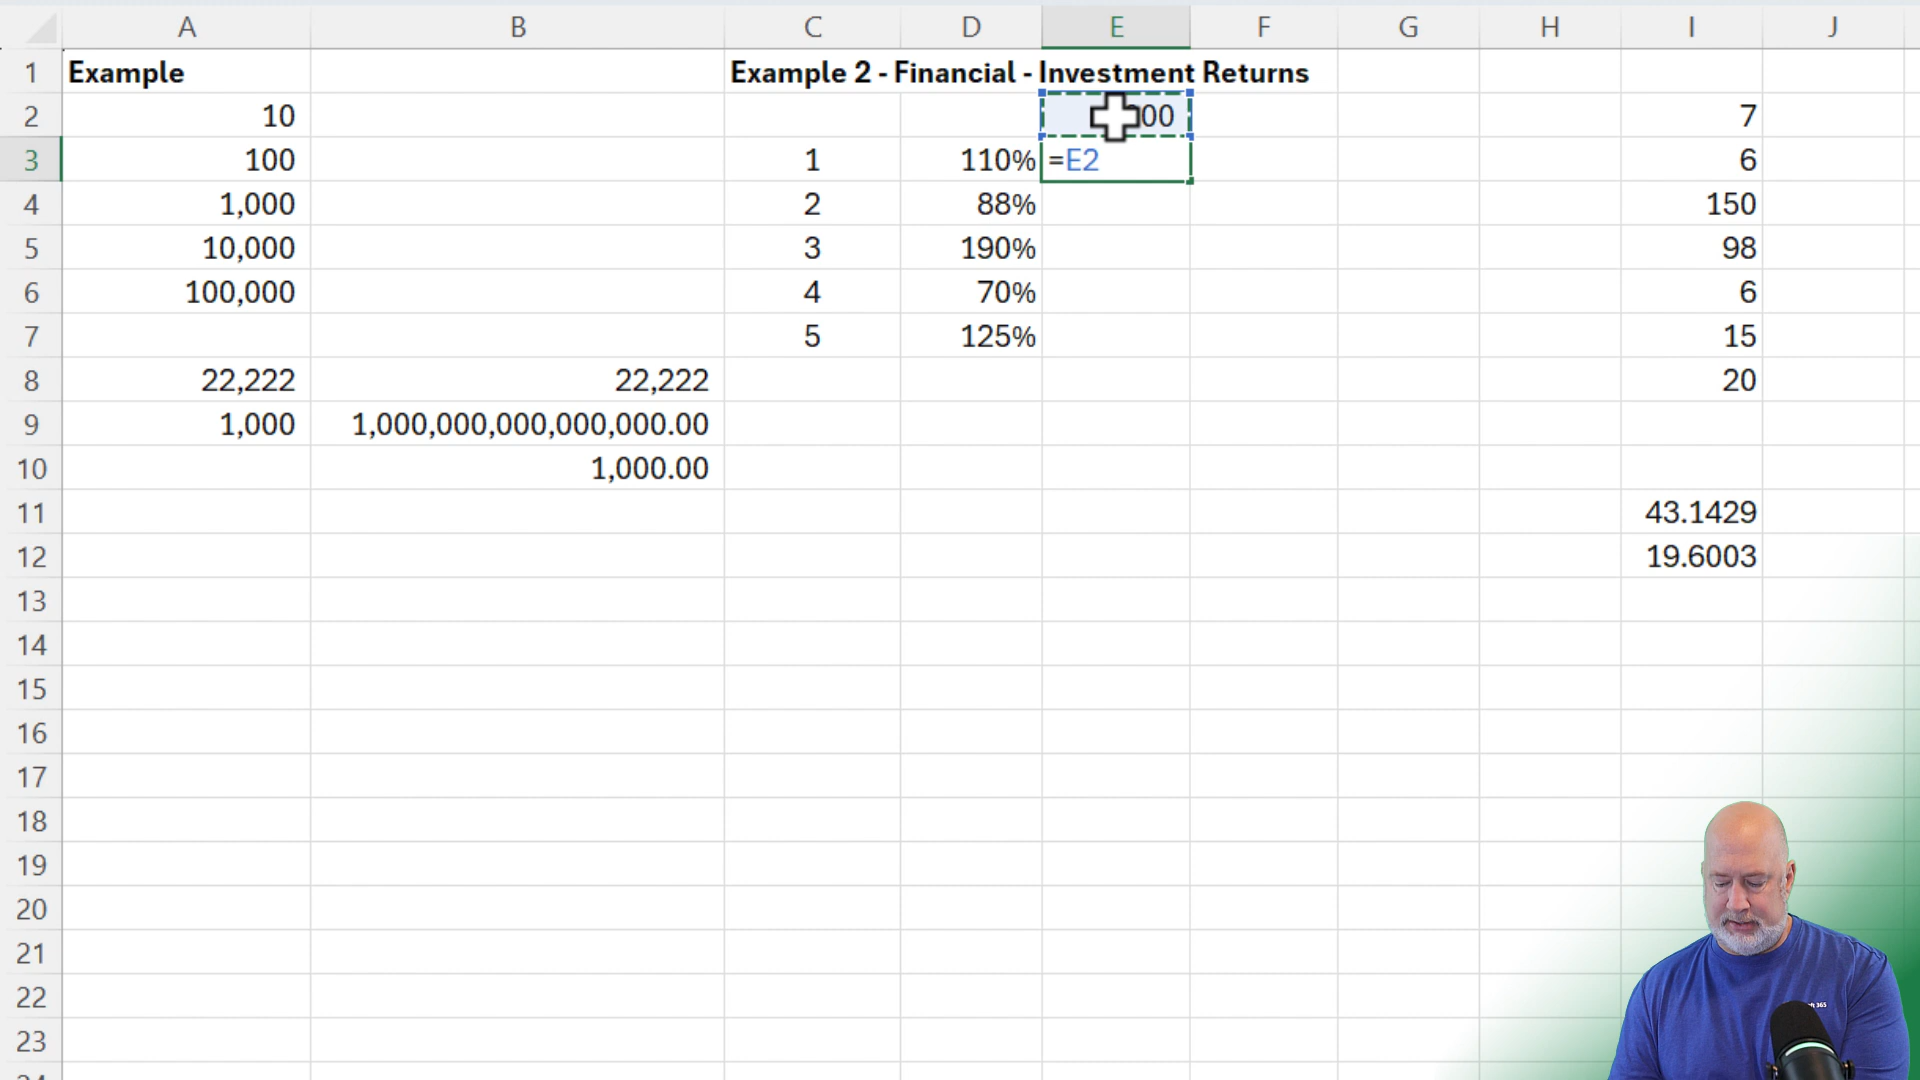 A B C D E F G H I J
1 Example Example 2 - Financial - Investment Returns
2 10 00 7
3 100 1 110% =E2 6
4 1,000 2 88% 150
5 10,000 3 190% 98
6 100,000 4 70% 6
7 5 125% 15
8 22,222 22,222 20
9 1,000 1,000,000,000,000,000.00
10 1,000.00
11 43.1429
12 19.6003
13
14
15
16
17
18
19
20
21
22
23
365